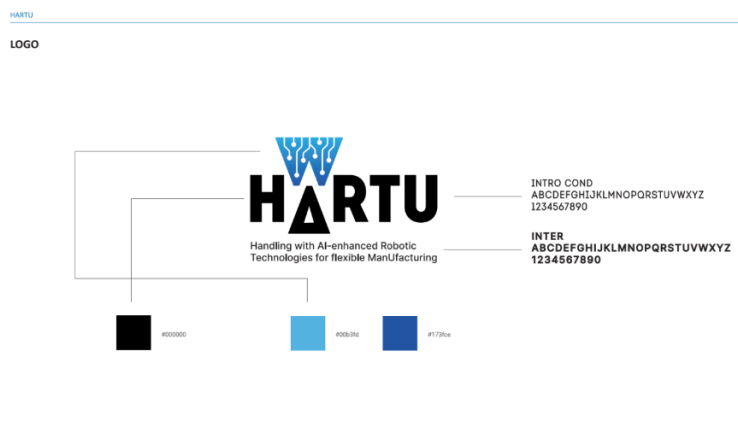 HARTU
LOGO
HARTU
Handling with AI-enhanced Robotic
Technologies for flexible ManUfacturing
INTRO COND
ABCDEFGHIJKLMNOPQRSTUVWXYZ
1234567890
INTER
ABCDEFGHIJKLMNOPQRSTUVWXYZ
1234567890
#000000
#00b3fd
#173fce